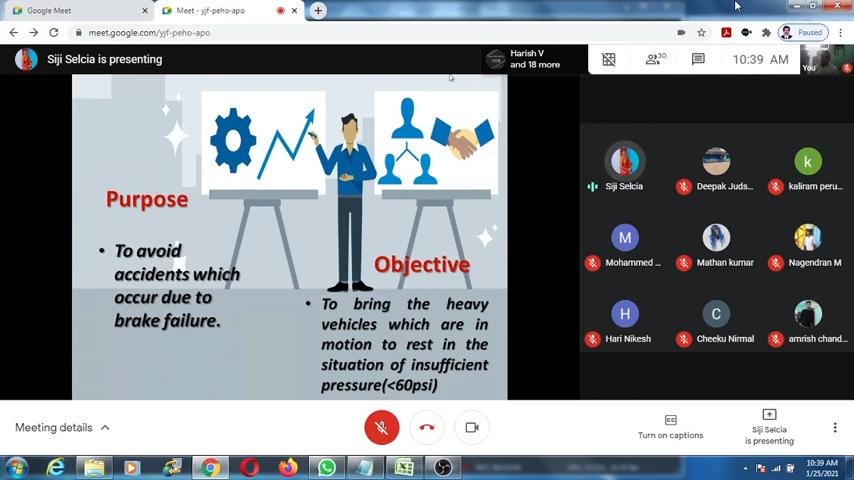 Google Meet
Meet - yjf-peho-apo
meet.google.com/yjf-peho-apo
Paused
Siji Selcia is presenting
Harish V
and 18 more
30
10:39 AM
You
Purpose
• To avoid
accidents which
occur due to
brake failure.
Objective
• To bring the heavy
vehicles which are in
motion to rest in the
situation of insufficient
pressure(<60psi)
Siji Selcia
Deepak Juds...
k
kaliram peru...
M
Mohammed ...
Mathan kumar
Nagendran M
H
Hari Nikesh
C
Cheeku Nirmal
amrish chand...
Meeting details
Turn on captions
Siji Selcia
is presenting
10:39 AM
1/25/2021